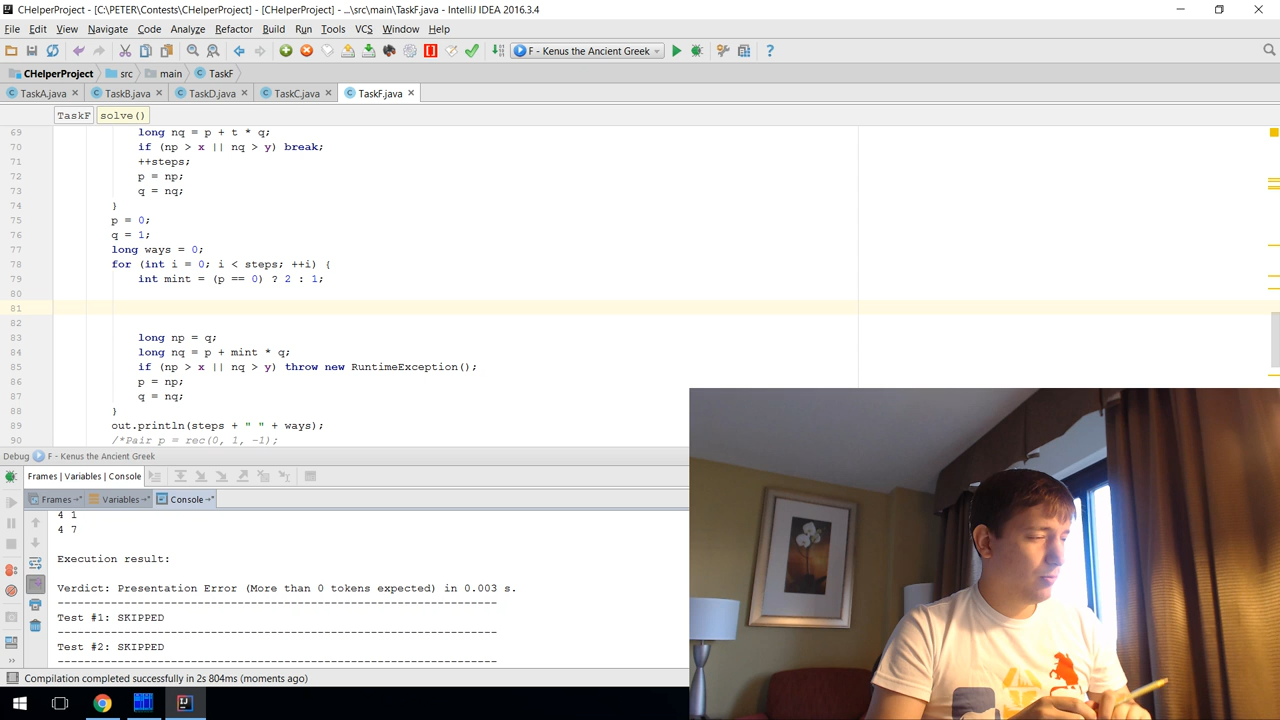 CHelperProject - [C:\PETER\Contests\CHelperProject] - [CHelperProject] - ...\src\main\TaskF.java - IntelliJ IDEA 2016.3.4
File Edit View Navigate Code Analyze Refactor Build Run Tools VCS Window Help
F - Kenus the Ancient Greek
CHelperProject src main TaskF
TaskA.java TaskB.java TaskD.java TaskC.java TaskF.java
TaskF solve()
69 long nq = p + t * q;
70 if (np > x || nq > y) break;
71 ++steps;
72 p = np;
73 q = nq;
74 }
75 p = 0;
76 q = 1;
77 long ways = 0;
78 for (int i = 0; i < steps; ++i) {
79 int mint = (p == 0) ? 2 : 1;
80
81
82
83 long np = q;
84 long nq = p + mint * q;
85 if (np > x || nq > y) throw new RuntimeException();
86 p = np;
87 q = nq;
88 }
89 out.println(steps + " " + ways);
90 /*Pair p = rec(0, 1, -1);
Debug F - Kenus the Ancient Greek
Frames | Variables | Console
Frames Variables Console
4 1
4 7
Execution result:
Verdict: Presentation Error (More than 0 tokens expected) in 0.003 s.
------------------------------------------------------------------
Test #1: SKIPPED
------------------------------------------------------------------
Test #2: SKIPPED
------------------------------------------------------------------
Compilation completed successfully in 2s 804ms (moments ago)